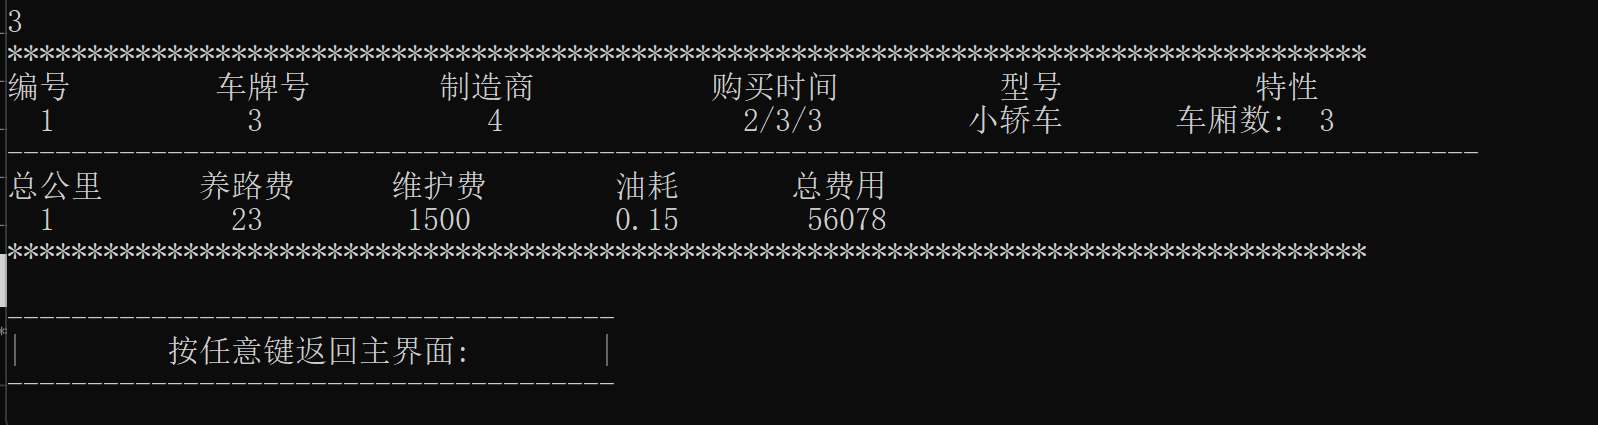 3
*************************************************************************************
编号 车牌号 制造商 购买时间 型号 特性
1 3 4 2/3/3 小轿车 车厢数: 3
--------------------------------------------------------------------------------------------
总公里 养路费 维护费 油耗 总费用
1 23 1500 0.15 56078
*************************************************************************************
--------------------------------------
| 按任意键返回主界面: |
--------------------------------------